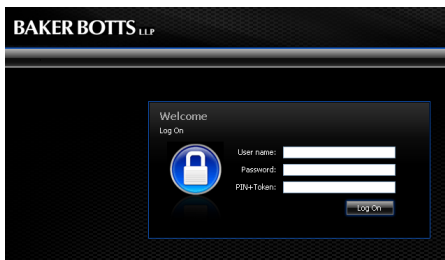 BAKER BOTTS LLP
Welcome
Log On
User name:
Password:
PIN+Token:
Log On